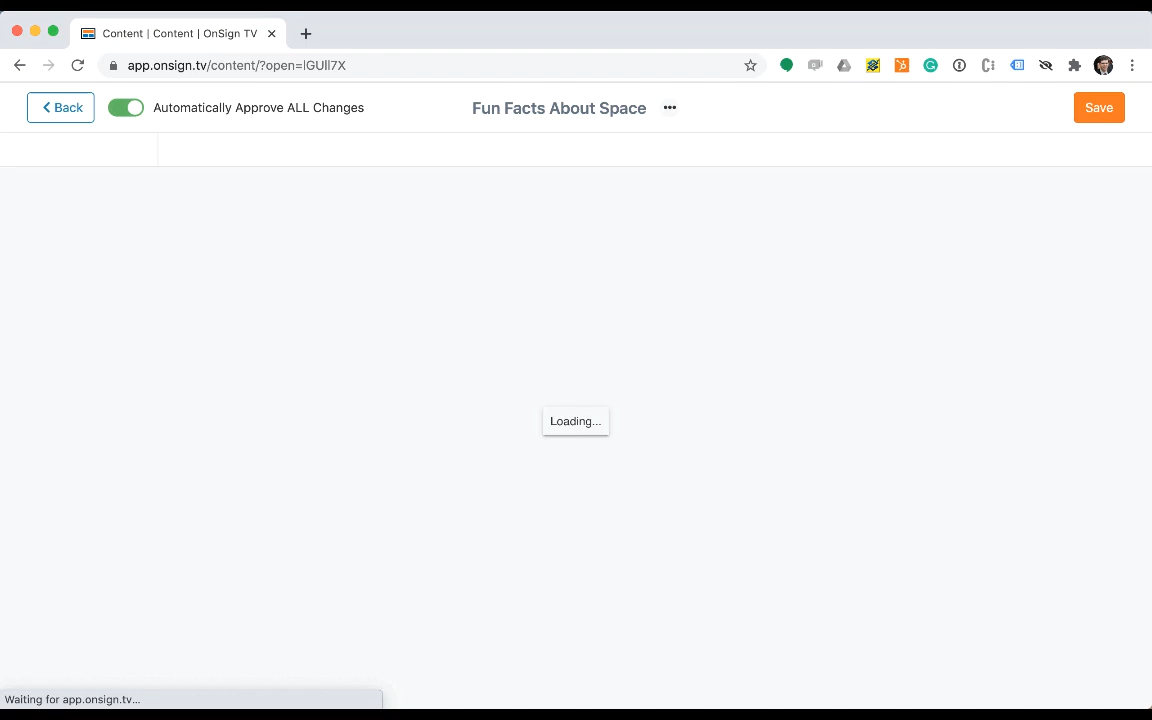 Content | Content | OnSign TV
app.onsign.tv/content/?open=lGUll7X
Back
Automatically Approve ALL Changes
Fun Facts About Space
Save
Loading...
Waiting for app.onsign.tv...